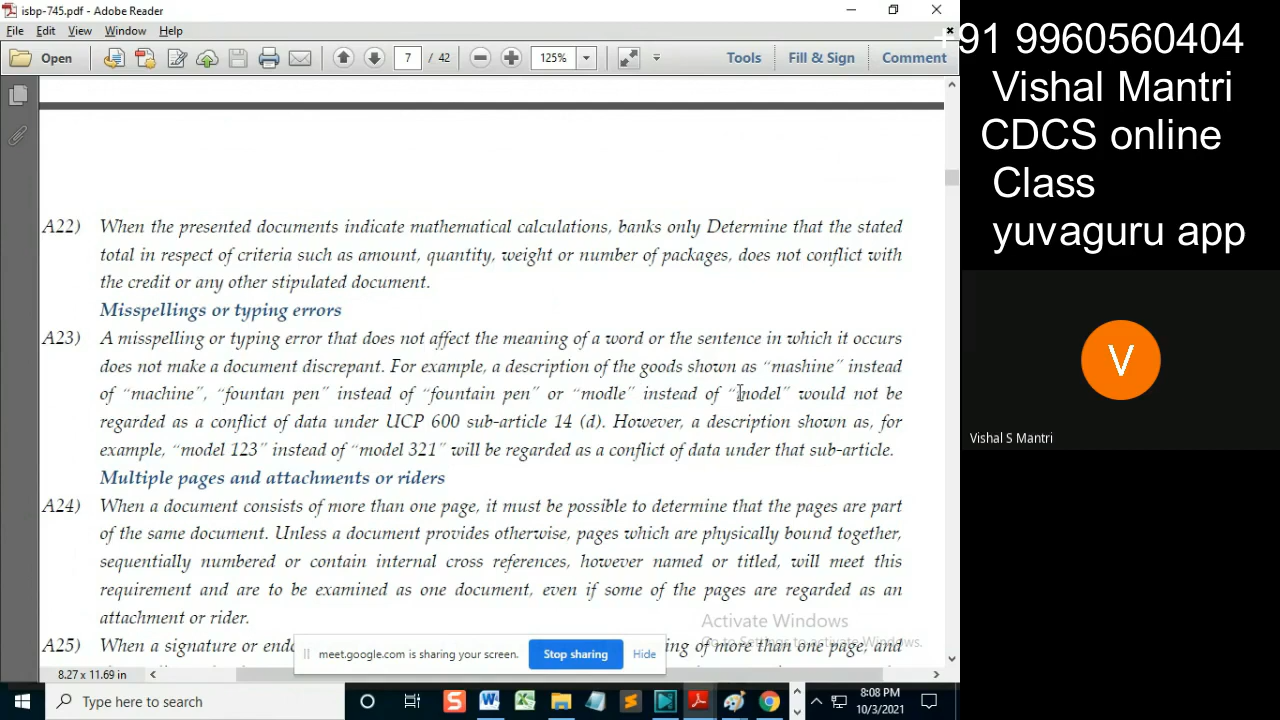 isbp-745.pdf - Adobe Reader
File Edit View Window Help
Open 7 / 42 125% Tools Fill & Sign Comment
A22) When the presented documents indicate mathematical calculations, banks only Determine that the stated
total in respect of criteria such as amount, quantity, weight or number of packages, does not conflict with
the credit or any other stipulated document.
Misspellings or typing errors
A23) A misspelling or typing error that does not affect the meaning of a word or the sentence in which it occurs
does not make a document discrepant. For example, a description of the goods shown as “mashine” instead
of “machine”, “fountan pen” instead of “fountain pen” or “modle” instead of “model” would not be
regarded as a conflict of data under UCP 600 sub-article 14 (d). However, a description shown as, for
example, “model 123” instead of “model 321” will be regarded as a conflict of data under that sub-article.
Multiple pages and attachments or riders
A24) When a document consists of more than one page, it must be possible to determine that the pages are part
of the same document. Unless a document provides otherwise, pages which are physically bound together,
sequentially numbered or contain internal cross references, however named or titled, will meet this
requirement and are to be examined as one document, even if some of the pages are regarded as an
attachment or rider.
A25) When a signature or of more than one page, and
Activate Windows
Go to Settings to activate Windows.
meet.google.com is sharing your screen. Stop sharing Hide
8.27 x 11.69 in
Type here to search
8:08 PM
10/3/2021
+91 9960560404
Vishal Mantri
CDCS online
Class
yuvaguru app
V
Vishal S Mantri